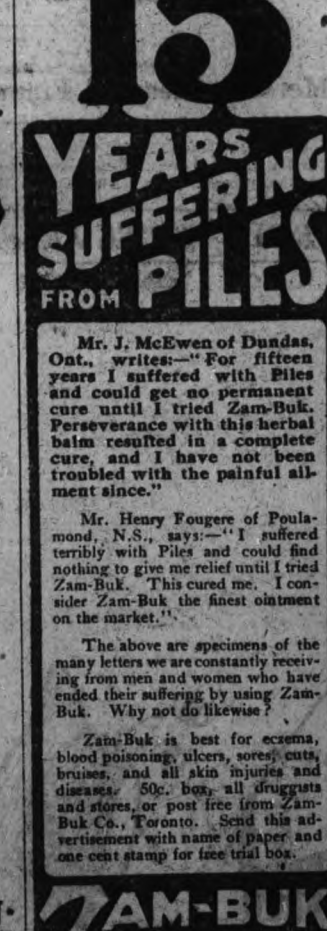 15
YEARS
SUFFERING
FROM PILES
Mr. J. McEwen of Dundas,
Ont., writes:—"For fifteen
years I suffered with Piles
and could get no permanent
cure until I tried Zam-Buk.
Perseverance with this herbal
balm resulted in a complete
cure, and I have not been
troubled with the painful ail-
ment since."
Mr. Henry Fougere of Poula-
mond, N.S., says:—"I suffered
terribly with Piles and could find
nothing to give me relief until I tried
Zam-Buk. This cured me. I con-
sider Zam-Buk the finest ointment
on the market."
The above are specimens of the
many letters we are constantly receiv-
ing from men and women who have
ended their suffering by using Zam-
Buk. Why not do likewise?
Zam-Buk is best for eczema,
blood poisoning, ulcers, sores, cuts,
bruises, and all skin injuries and
diseases. 50c. box, all druggists
and stores, or post free from Zam-
Buk Co., Toronto. Send this ad-
vertisement with name of paper and
one cent stamp for free trial box.
ZAM-BUK